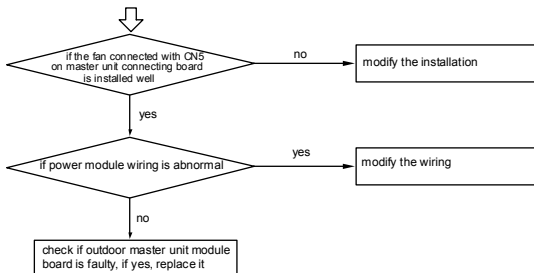 if the fan connected with CN5
on master unit connecting board
is installed well
no
modify the installation
yes
if power module wiring is abnormal
yes
modify the wiring
no
check if outdoor master unit module
board is faulty, if yes, replace it